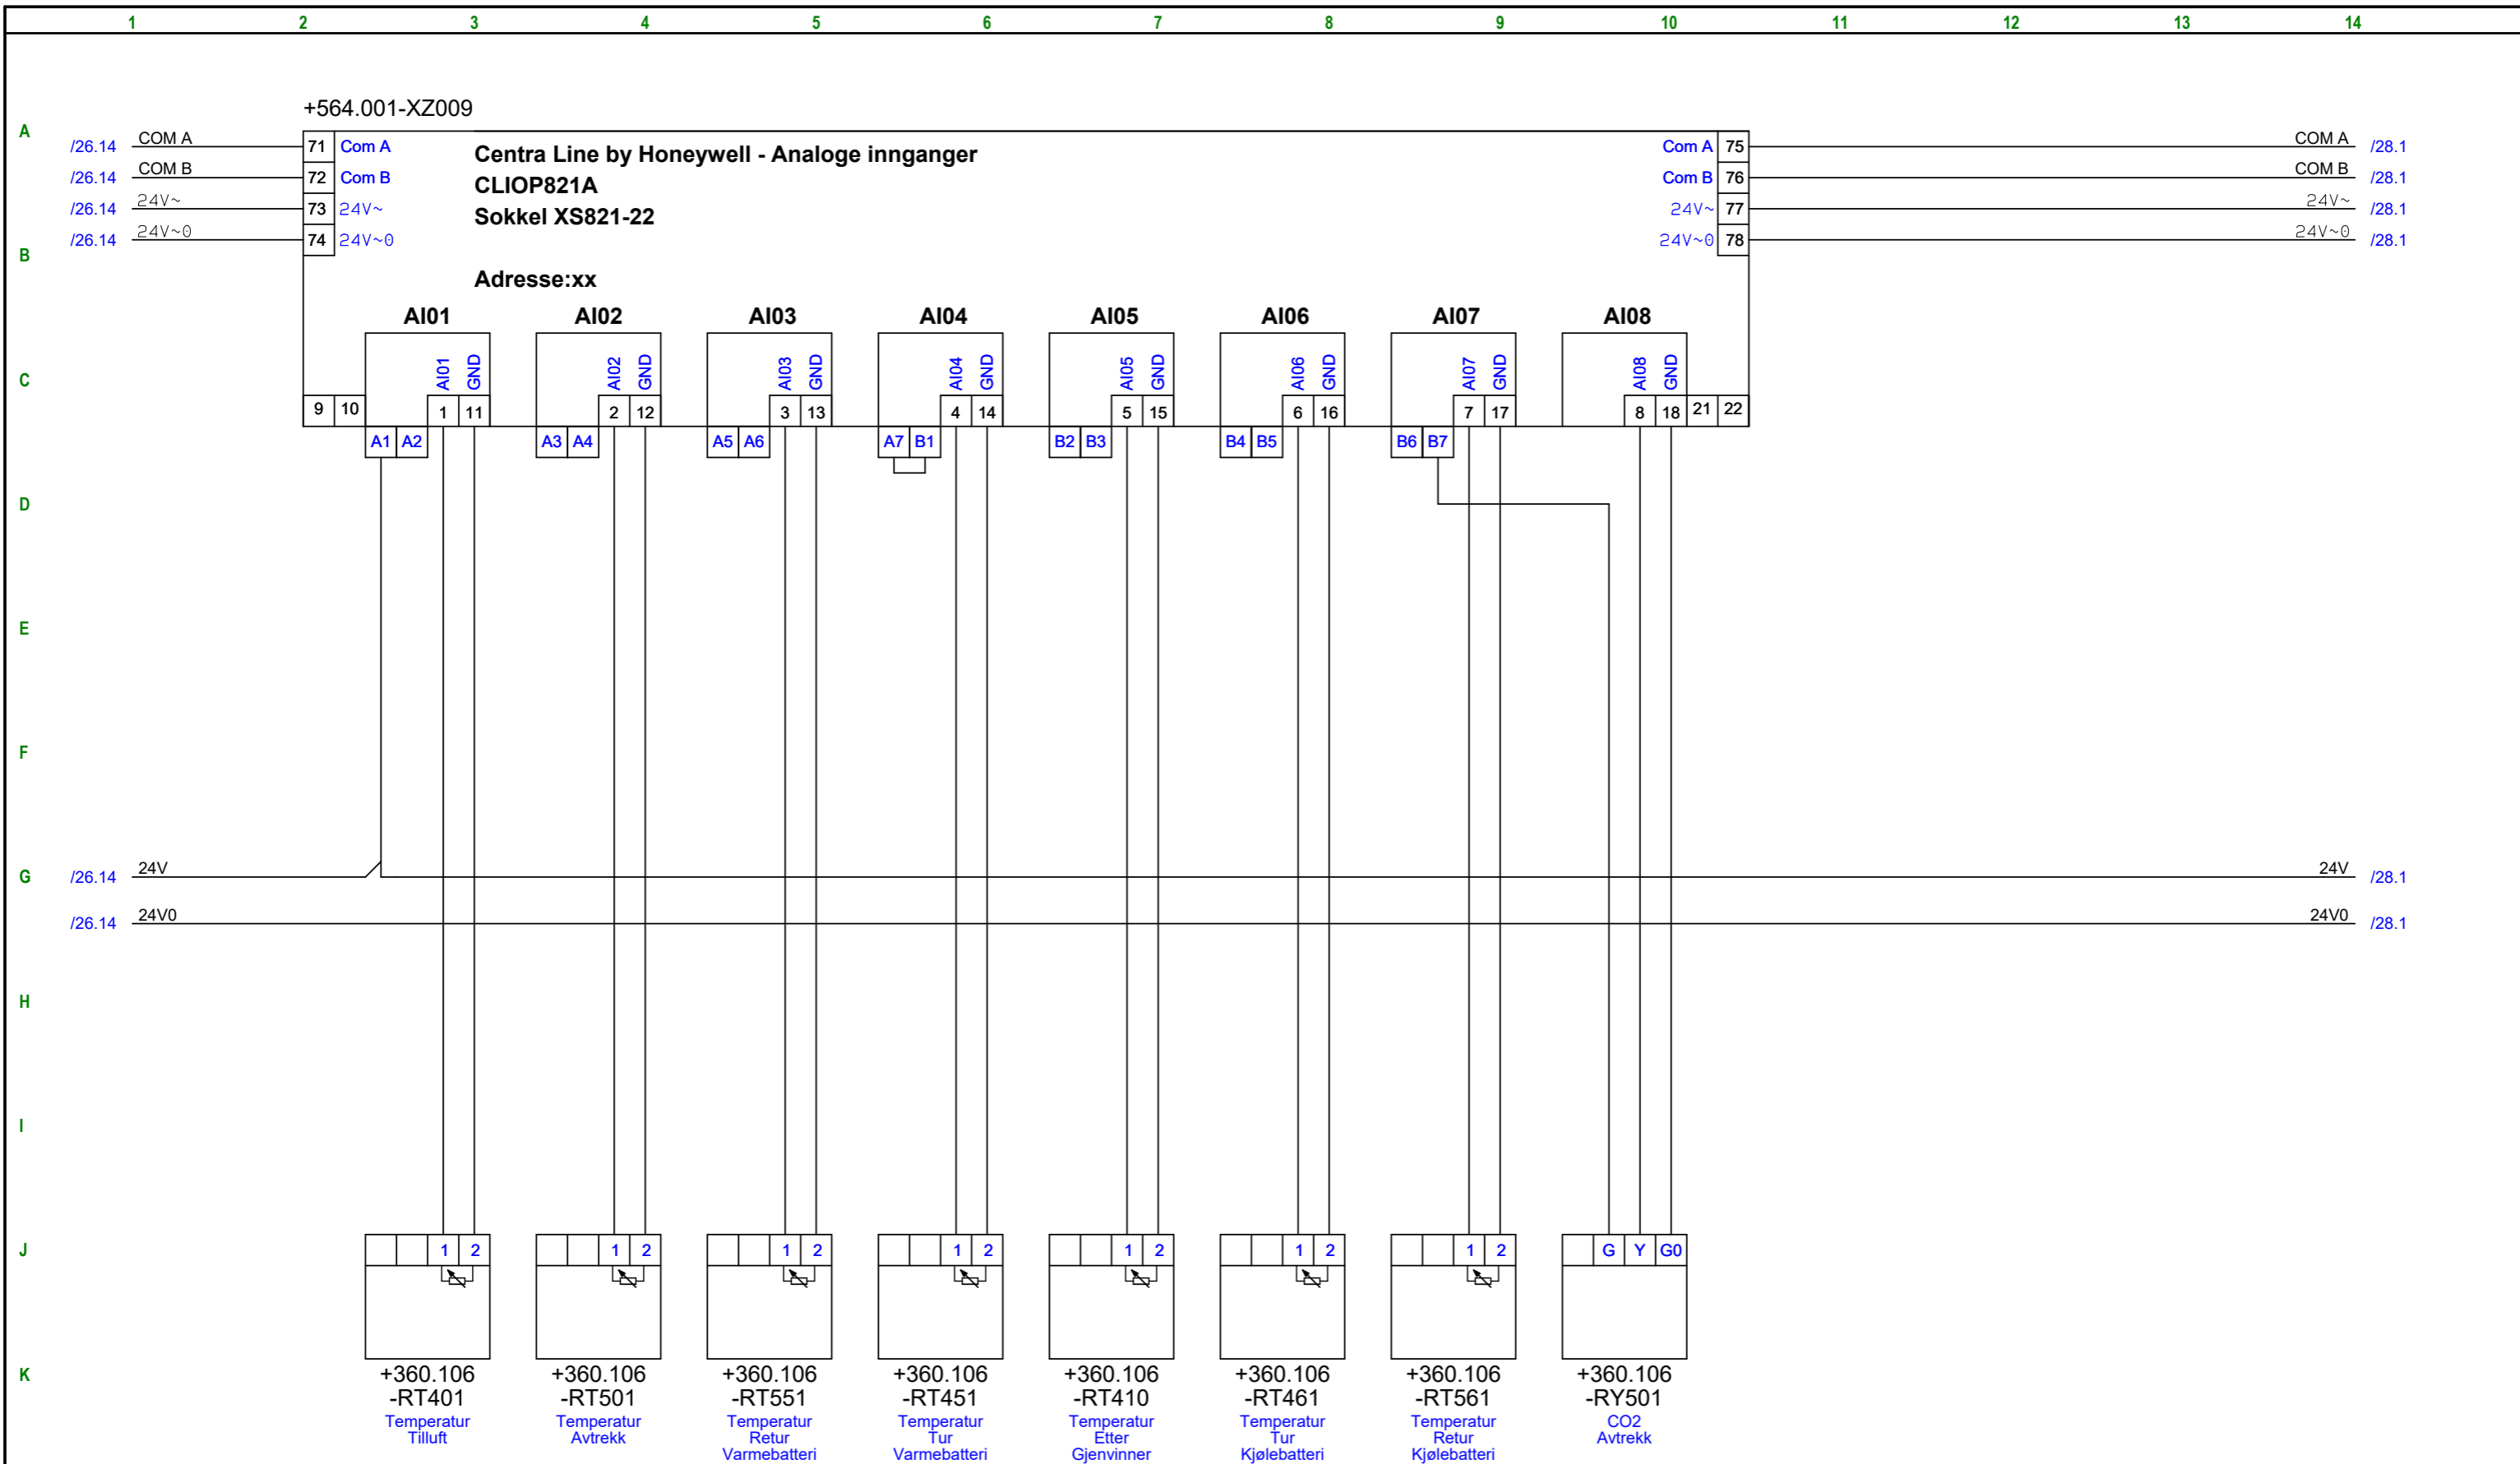 1 2 3 4 5 6 7 8 9 10 11 12 13 14
+564.001-XZ009
A
/26.14 COM A 71 Com A
Centra Line by Honeywell - Analoge innganger
Com A 75 COM A /28.1
/26.14 COM B 72 Com B
CLIOP821A
Com B 76 COM B /28.1
/26.14 24V~ 73 24V~
Sokkel XS821-22
24V~ 77 24V~ /28.1
/26.14 24V~0 74 24V~0
24V~0 78 24V~0 /28.1
B
Adresse:xx
AI01 AI02 AI03 AI04 AI05 AI06 AI07 AI08
C
AI01 GND AI02 GND AI03 GND AI04 GND AI05 GND AI06 GND AI07 GND AI08 GND
9 10 1 11 2 12 3 13 4 14 5 15 6 16 7 17 8 18 21 22
A1 A2 A3 A4 A5 A6 A7 B1 B2 B3 B4 B5 B6 B7
D
E
F
G /26.14 24V 24V /28.1
/26.14 24V0 24V0 /28.1
H
I
J 1 2 1 2 1 2 1 2 1 2 1 2 1 2 G Y G0
K
+360.106
-RT401
Temperatur
Tilluft
+360.106
-RT501
Temperatur
Avtrekk
+360.106
-RT551
Temperatur
Retur
Varmebatteri
+360.106
-RT451
Temperatur
Tur
Varmebatteri
+360.106
-RT410
Temperatur
Etter
Gjenvinner
+360.106
-RT461
Temperatur
Tur
Kjølebatteri
+360.106
-RT561
Temperatur
Retur
Kjølebatteri
+360.106
-RY501
CO2
Avtrekk